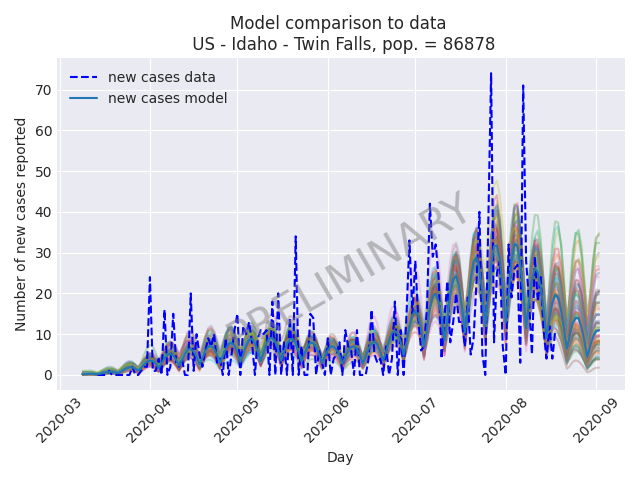 Model comparison to data
US - Idaho - Twin Falls, pop. = 86878
new cases data
new cases model
Number of new cases reported
70
60
50
40
30
20
10
0
PRELIMINARY
2020-03
2020-04
2020-05
2020-06
2020-07
2020-08
2020-09
Day